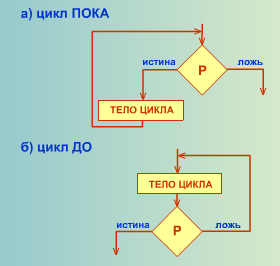 а) цикл ПОКА
истина
ложь
Р
ТЕЛО ЦИКЛА
б) цикл ДО
ТЕЛО ЦИКЛА
истина
ложь
Р